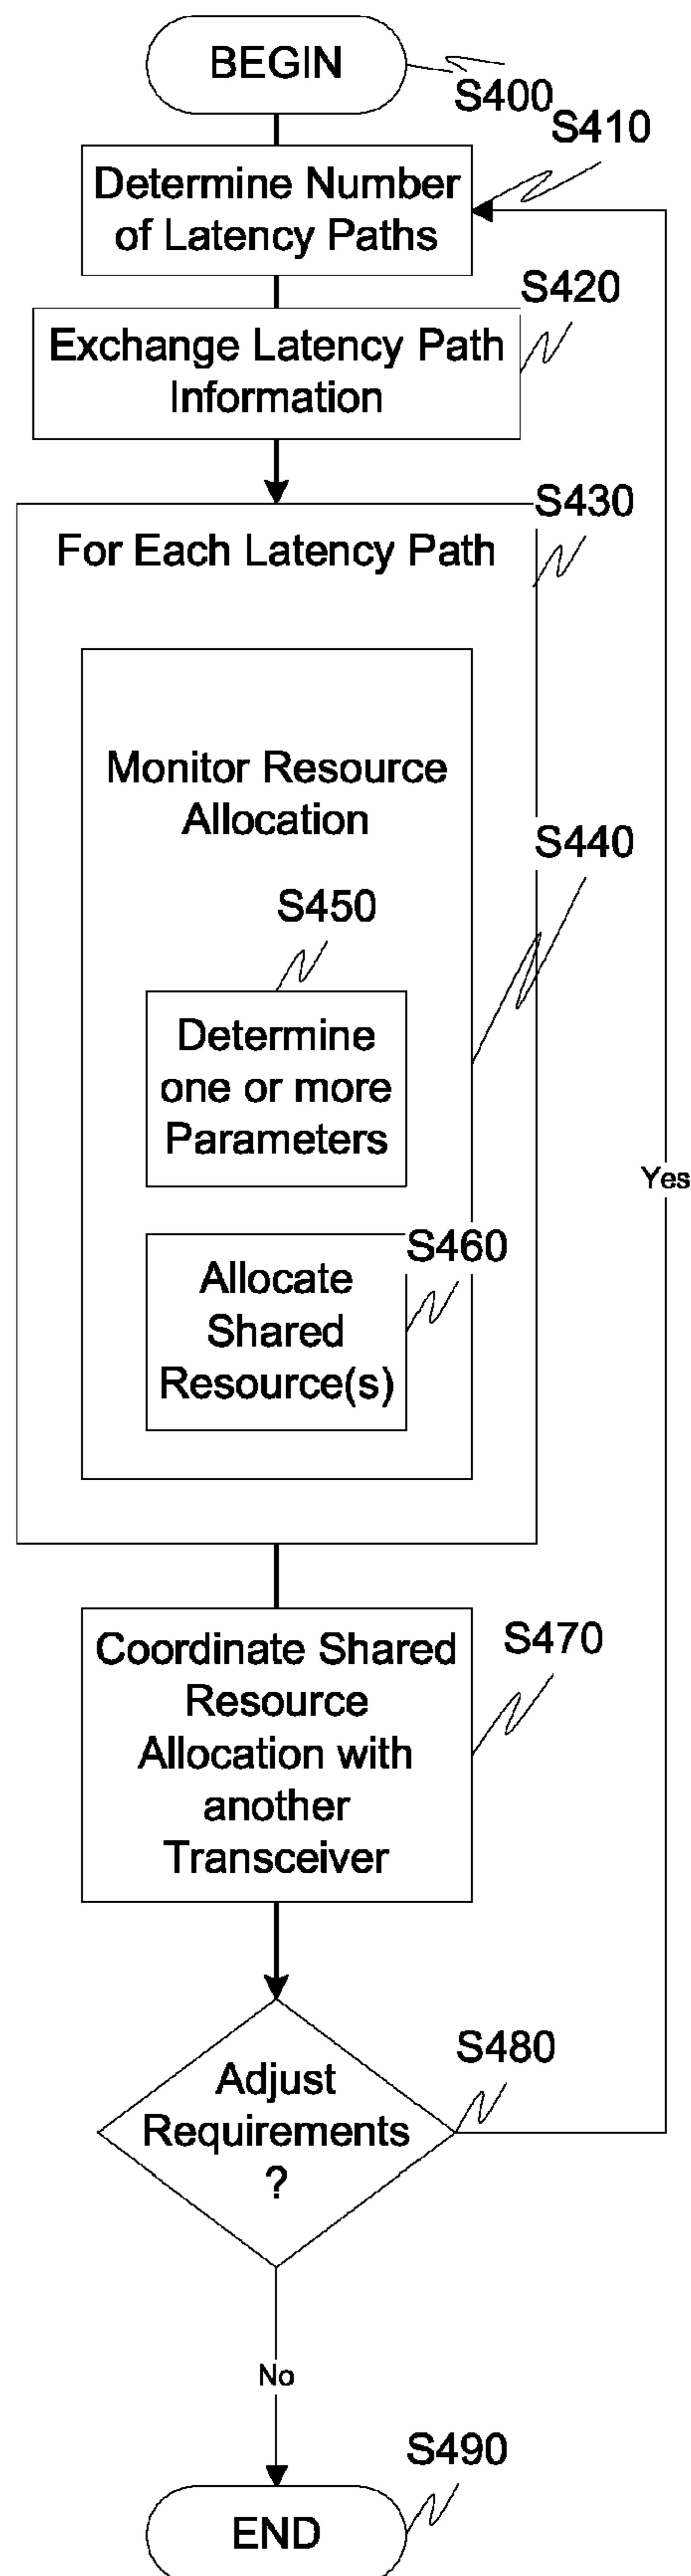 BEGIN
S400
S410
Determine Number
of Latency Paths
S420
Exchange Latency Path
Information
S430
For Each Latency Path
Monitor Resource
Allocation
S440
S450
Determine
one or more
Parameters
S460
Allocate
Shared
Resource(s)
Coordinate Shared
Resource
Allocation with
another
Transceiver
S470
Yes
S480
Adjust
Requirements
?
No
S490
END